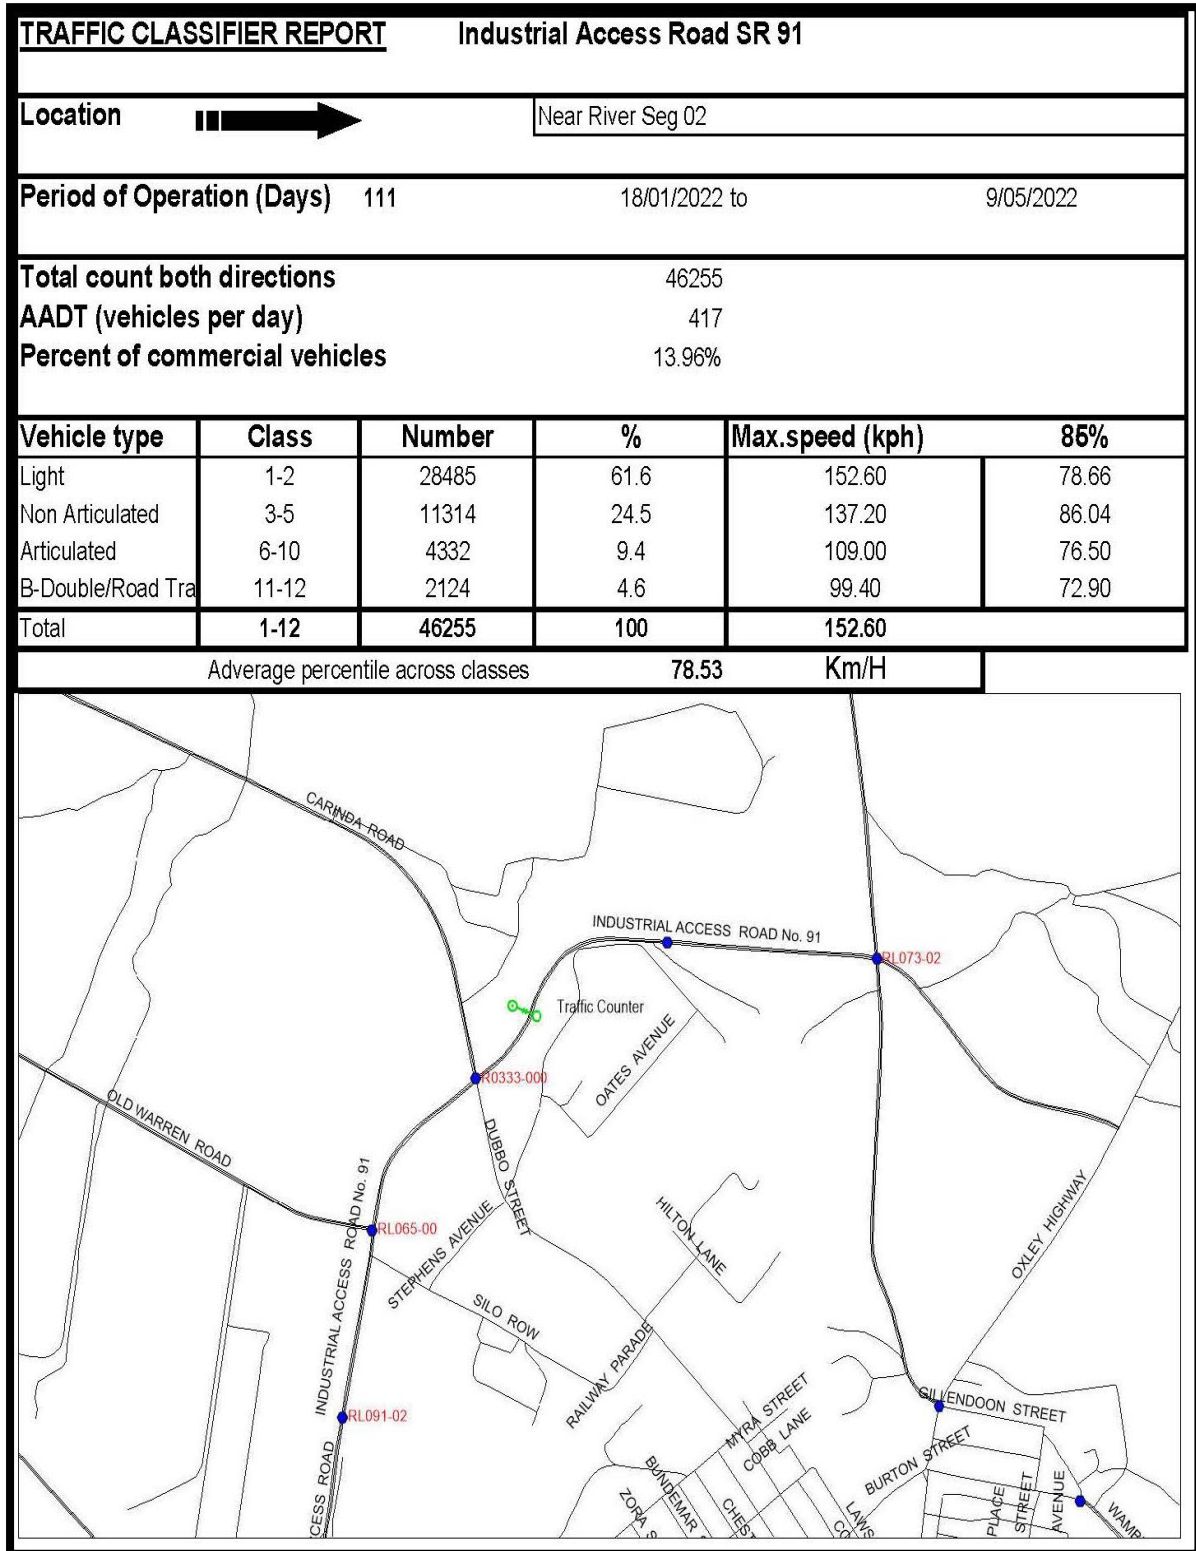 TRAFFIC CLASSIFIER REPORT Industrial Access Road SR 91
Location Near River Seg 02
Period of Operation (Days) 111 18/01/2022 to 9/05/2022
Total count both directions 46255
AADT (vehicles per day) 417
Percent of commercial vehicles 13.96%
Vehicle type Class Number % Max.speed (kph) 85%
Light 1-2 28485 61.6 152.60 78.66
Non Articulated 3-5 11314 24.5 137.20 86.04
Articulated 6-10 4332 9.4 109.00 76.50
B-Double/Road Tra 11-12 2124 4.6 99.40 72.90
Total 1-12 46255 100 152.60
Adverage percentile across classes 78.53 Km/H
CARINDA ROAD
INDUSTRIAL ACCESS ROAD No. 91
RL073-02
Traffic Counter
OATES AVENUE
R0333-000
OLD WARREN ROAD
DUBBO STREET
INDUSTRIAL ACCESS ROAD No. 91
RL065-00
STEPHENS AVENUE
HILTON LANE
OXLEY HIGHWAY
SILO ROW
RAILWAY PARADE
RL091-02
MYRA STREET
COBB LANE
GILLENDOON STREET
BURTON STREET
BUNDEMAR S
ZORA S
CHEST
LAWS
CO
PLACE
STREET
AVENUE
WAMB
CESS ROAD